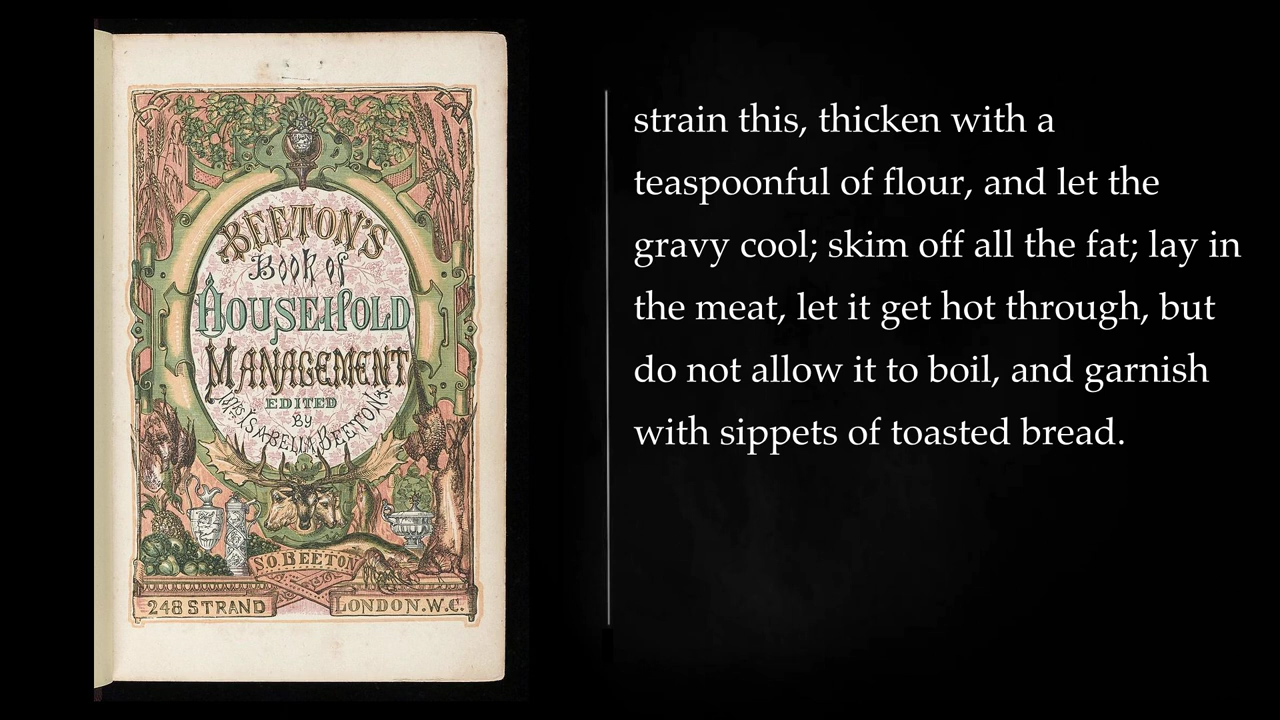 BEETON'S
Book of
HOUSEHOLD
MANAGEMENT
EDITED
By
MRS ISABELLA BEETON
S.O. BEETON
248 STRAND
LONDON. W.C.
strain this, thicken with a
teaspoonful of flour, and let the
gravy cool; skim off all the fat; lay in
the meat, let it get hot through, but
do not allow it to boil, and garnish
with sippets of toasted bread.